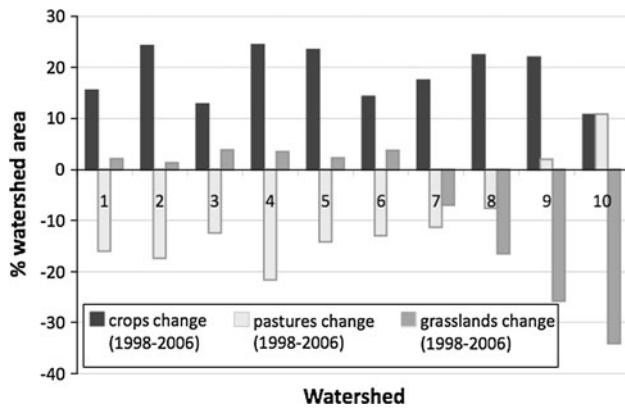 30
20
10
0
-10
-20
-30
-40
% watershed area
1 2 3 4 5 6 7 8 9 10
crops change pastures change grasslands change
(1998-2006) (1998-2006) (1998-2006)
Watershed